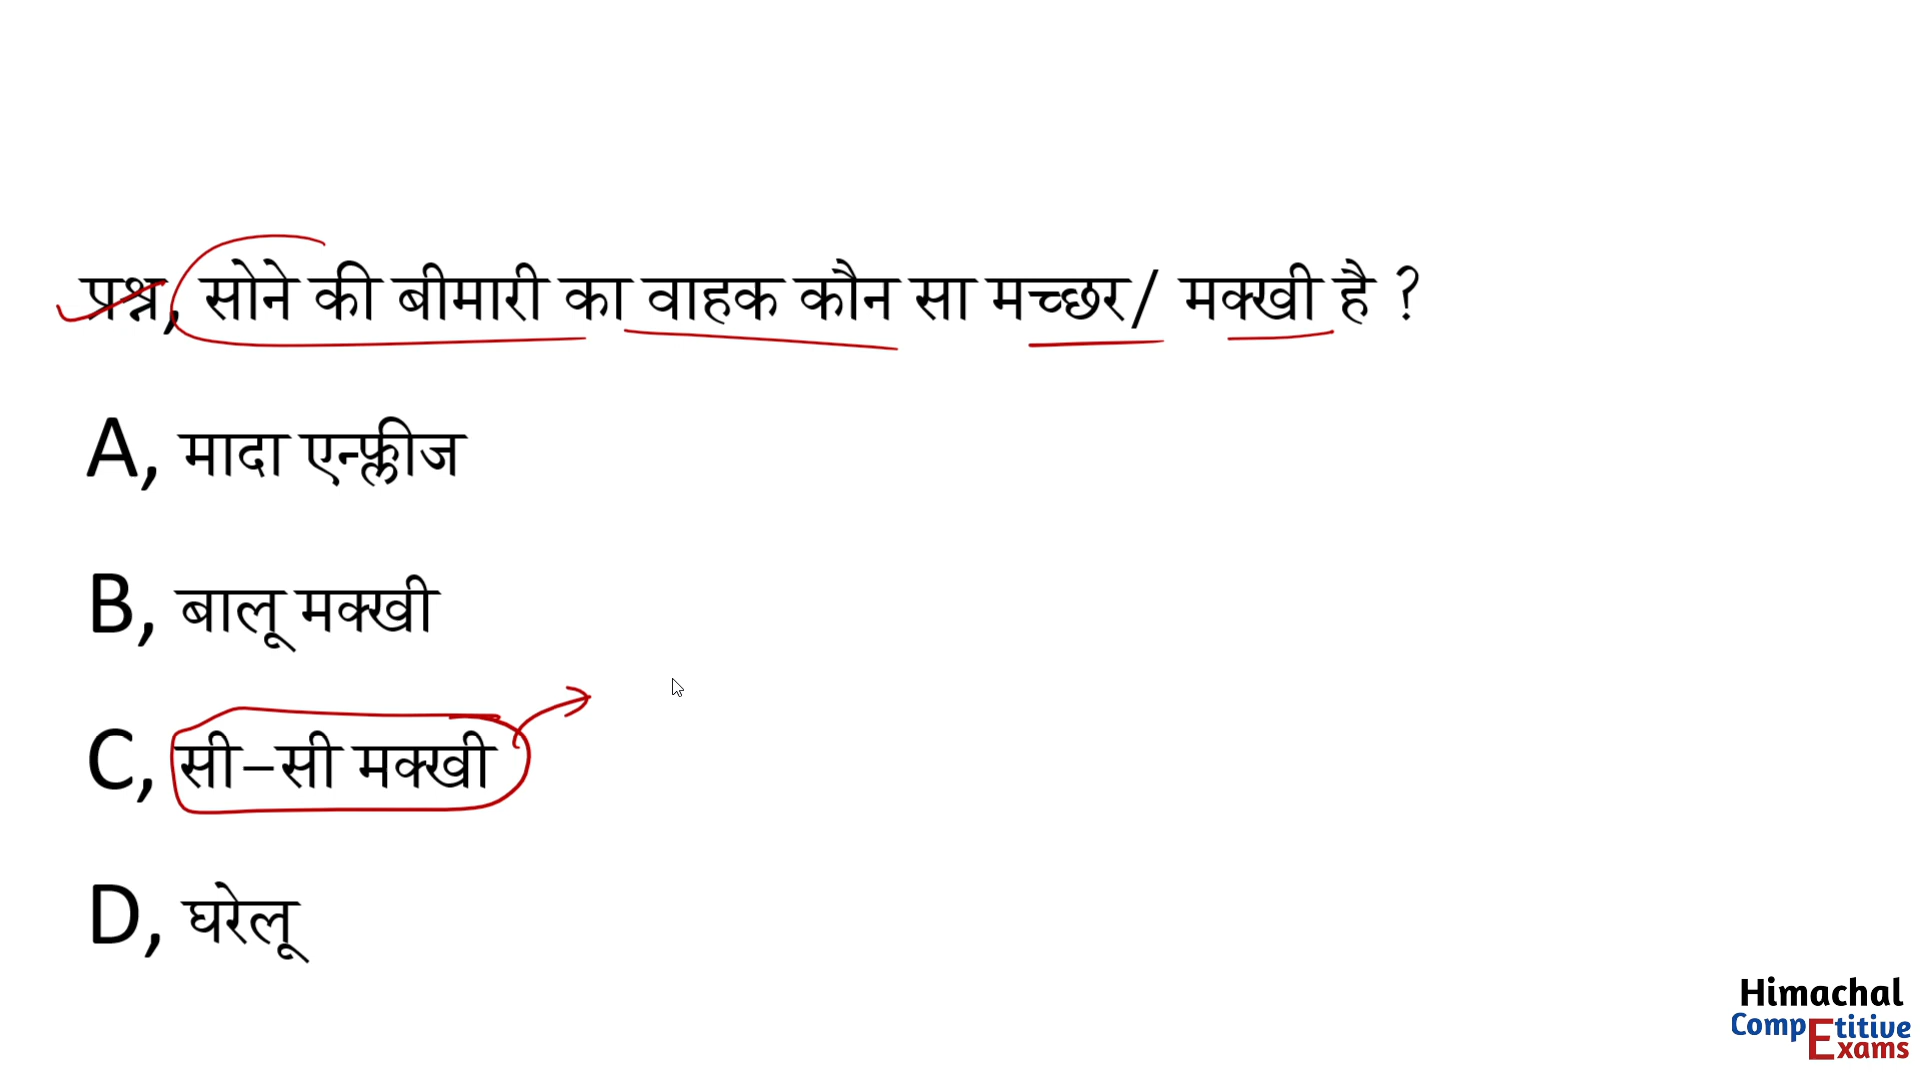 प्रश्न, सोने की बीमारी का वाहक कौन सा मच्छर/ मक्खी है ?
A, मादा एन्फ्लीज
B, बालू मक्खी
C, सी–सी मक्खी
D, घरेलू
Himachal
CompEtitive
Exams